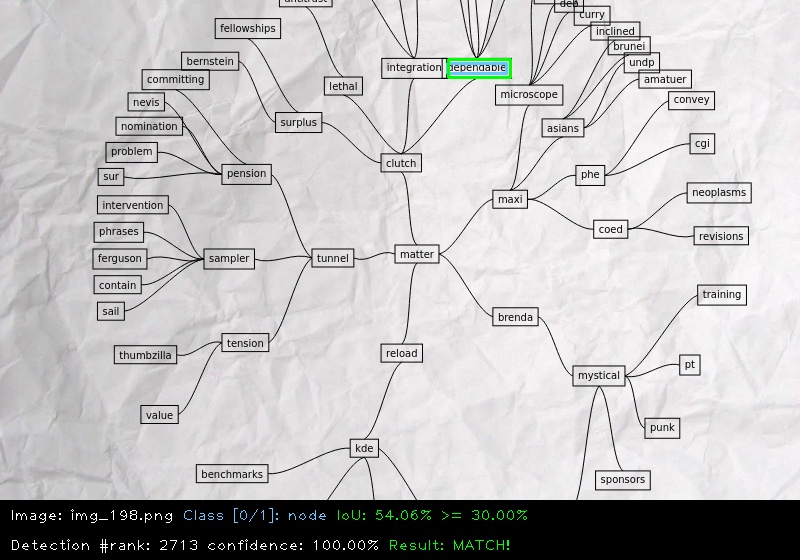 antitrust
deb
curry
fellowships
inclined
brunei
bernstein
integration
dependable
undp
committing
lethal
amatuer
microscope
nevis
convey
nomination
surplus
asians
problem
cgi
clutch
sur
pension
phe
maxi
neoplasms
intervention
phrases
coed
revisions
ferguson
sampler
tunnel
matter
contain
training
sail
brenda
tension
thumbzilla
reload
pt
mystical
value
punk
kde
benchmarks
sponsors
Image: img_198.png Class [0/1]: node IoU: 54.06% >= 30.00%
Detection #rank: 2713 confidence: 100.00% Result: MATCH!